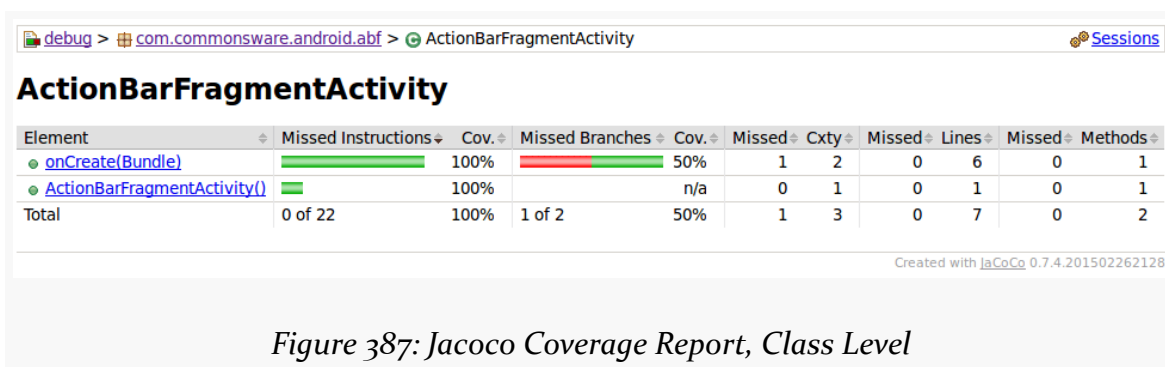 debug > com.commonsware.android.abf > ActionBarFragmentActivity Sessions
ActionBarFragmentActivity
Element Missed Instructions Cov. Missed Branches Cov. Missed Cxty Missed Lines Missed Methods
onCreate(Bundle) 100% 50% 1 2 0 6 0 1
ActionBarFragmentActivity() 100% n/a 0 1 0 1 0 1
Total 0 of 22 100% 1 of 2 50% 1 3 0 7 0 2
Created with JaCoCo 0.7.4.201502262128
Figure 387: Jacoco Coverage Report, Class Level